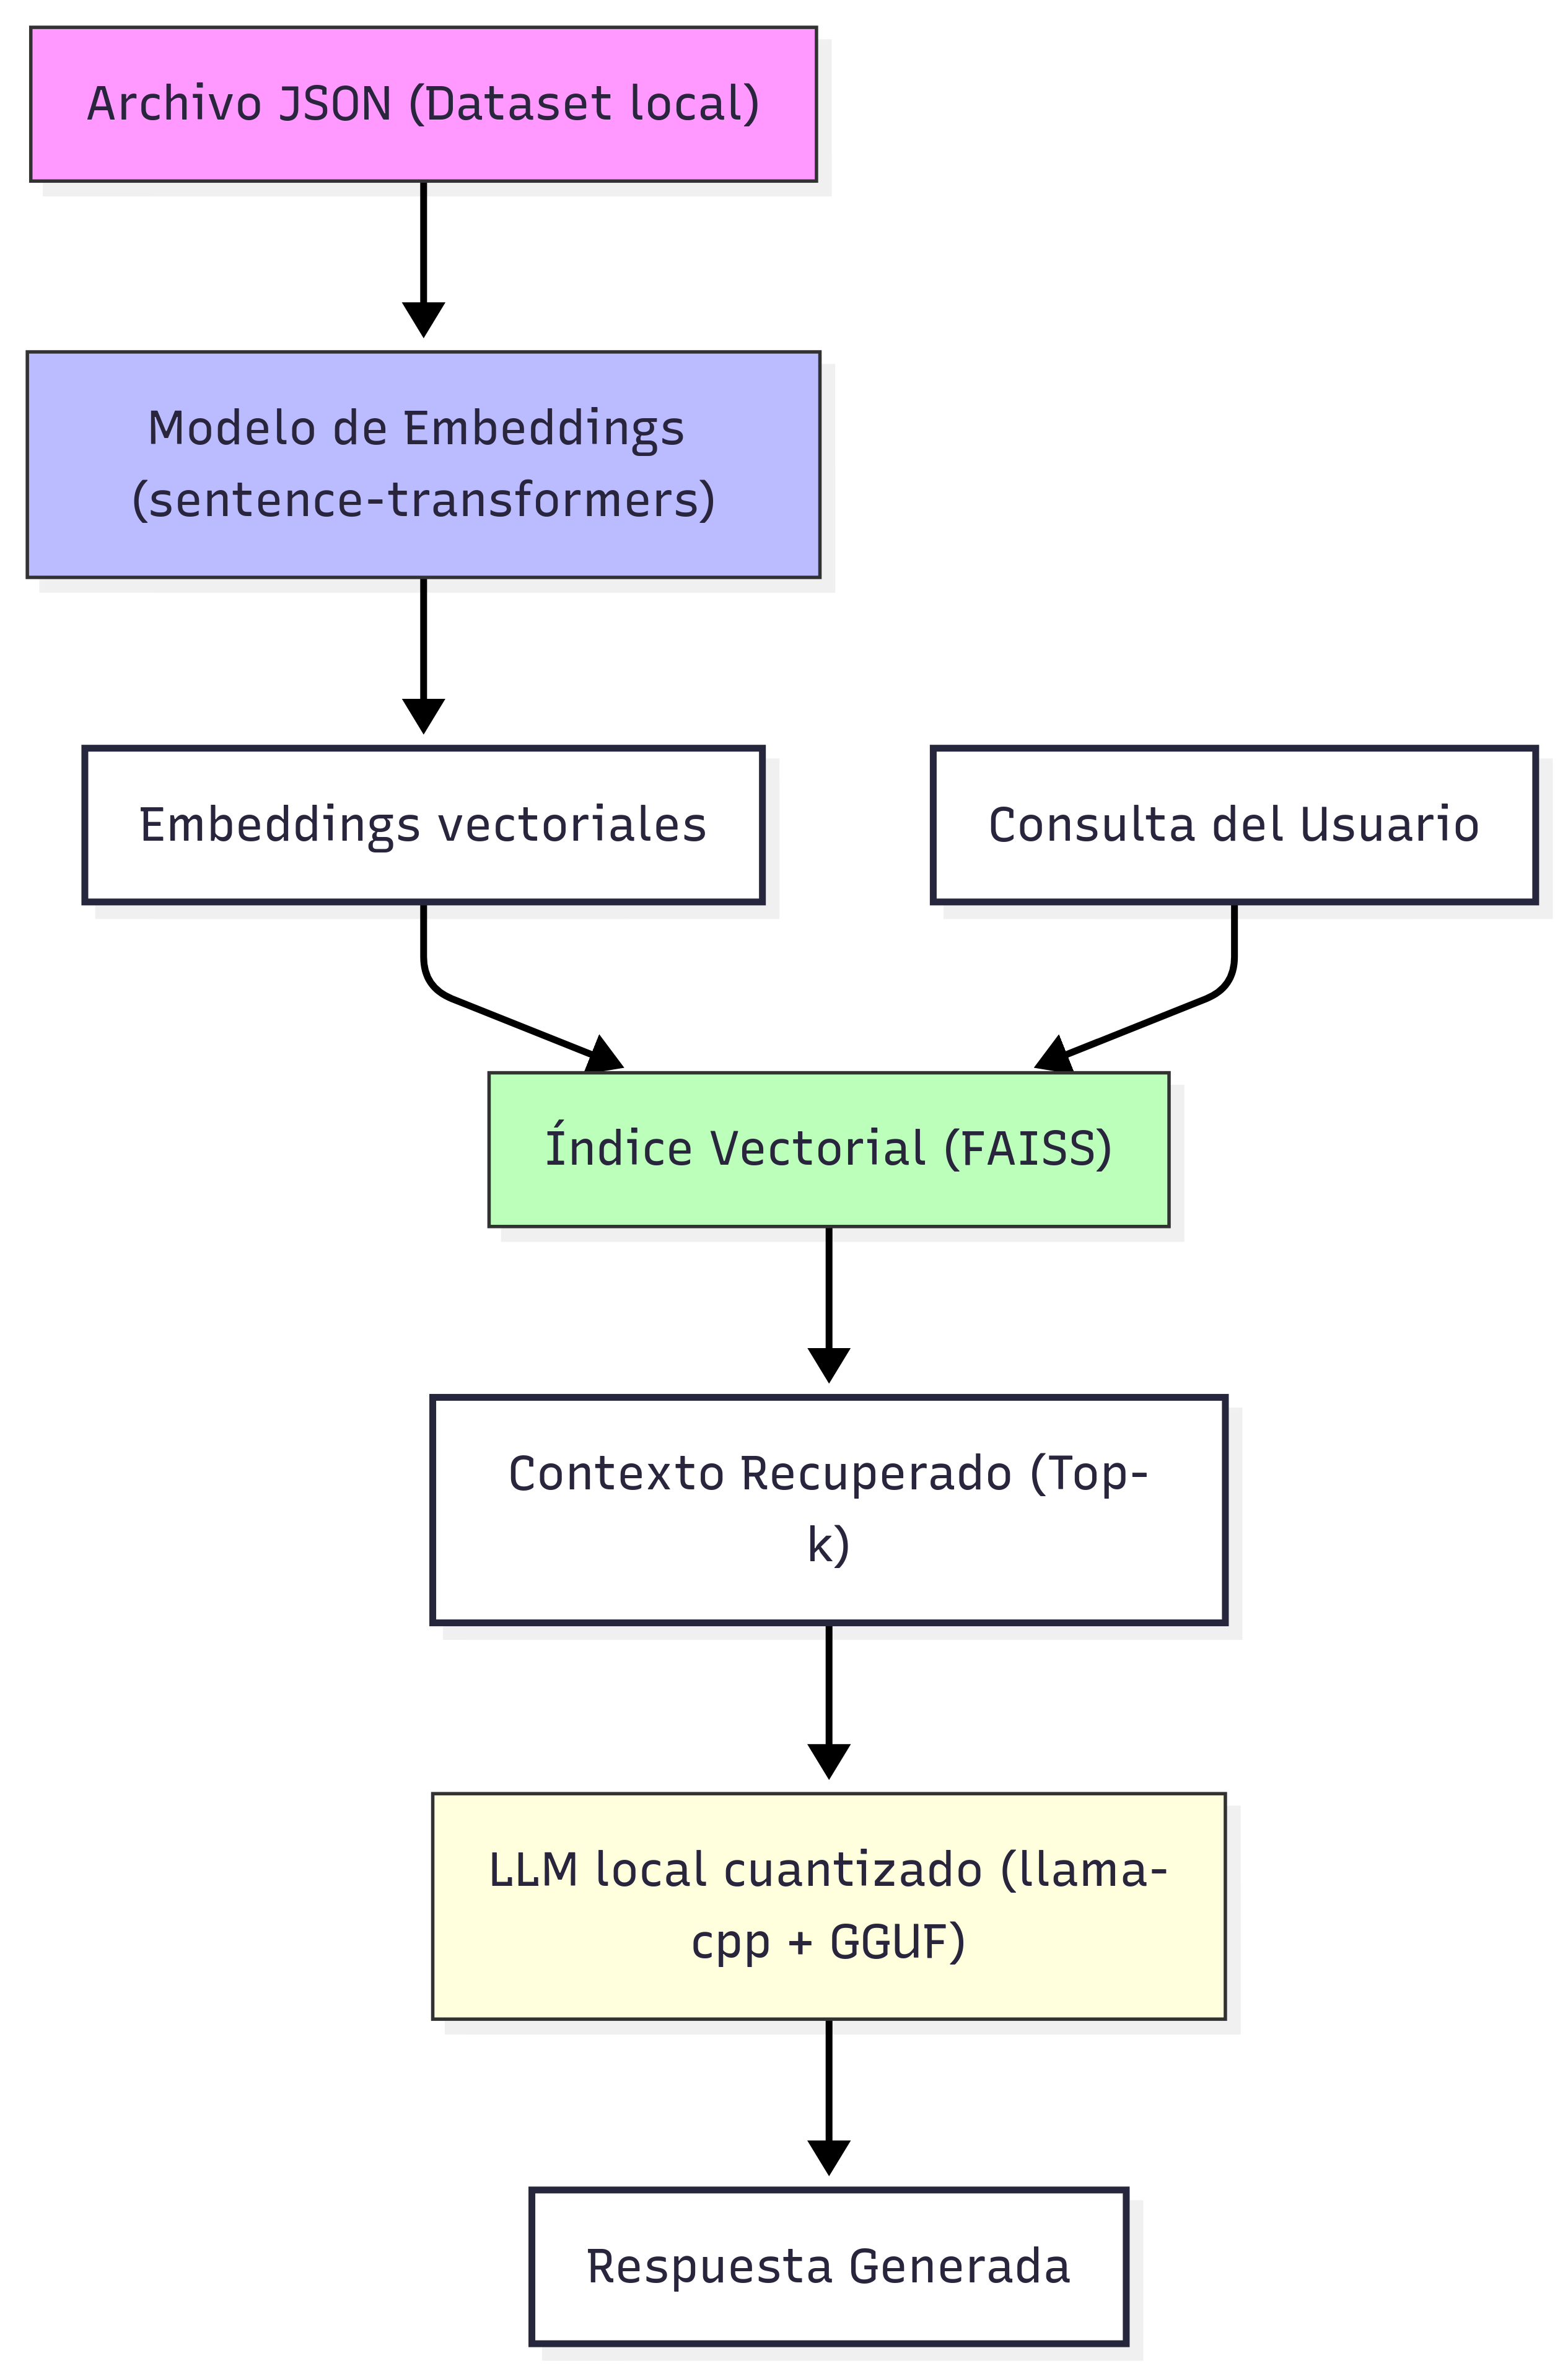 Archivo JSON (Dataset local)
Modelo de Embeddings
(sentence-transformers)
Embeddings vectoriales
Consulta del Usuario
Índice Vectorial (FAISS)
Contexto Recuperado (Top-
k)
LLM local cuantizado (llama-
cpp + GGUF)
Respuesta Generada